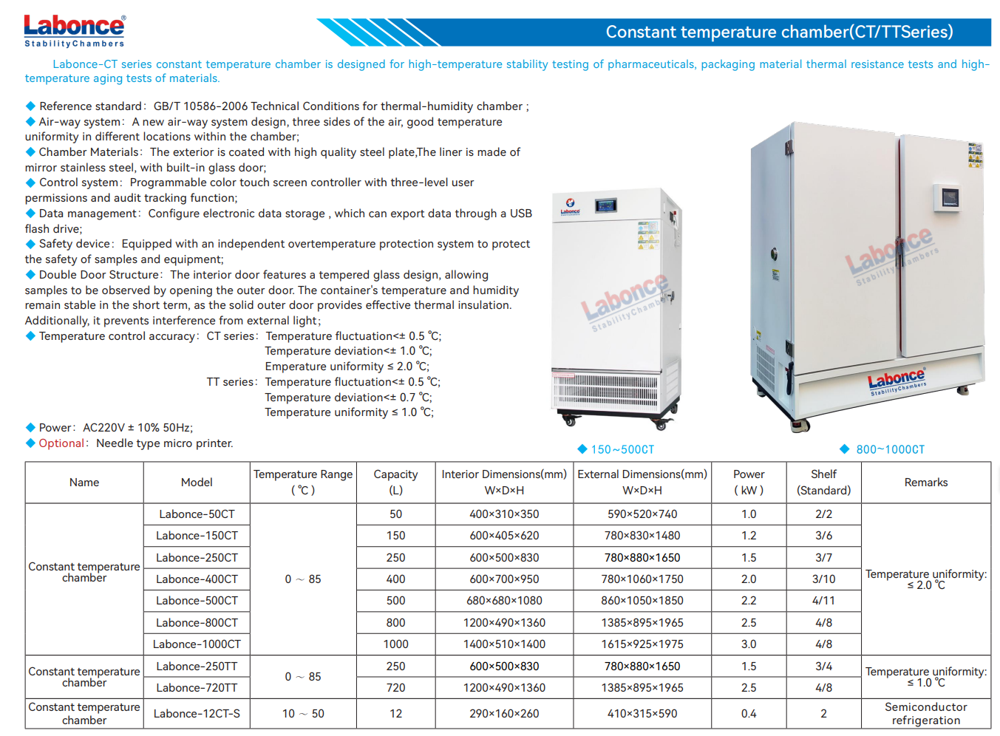 Labonce®
StabilityChambers
Constant temperature chamber(CT/TTSeries)
Labonce-CT series constant temperature chamber is designed for high-temperature stability testing of pharmaceuticals, packaging material thermal resistance tests and high-
temperature aging tests of materials.
◆ Reference standard：GB/T 10586-2006 Technical Conditions for thermal-humidity chamber ;
◆ Air-way system：A new air-way system design, three sides of the air, good temperature
uniformity in different locations within the chamber;
◆ Chamber Materials：The exterior is coated with high quality steel plate,The liner is made of
mirror stainless steel, with built-in glass door;
◆ Control system：Programmable color touch screen controller with three-level user
permissions and audit tracking function;
◆ Data management：Configure electronic data storage , which can export data through a USB
flash drive;
◆ Safety device：Equipped with an independent overtemperature protection system to protect
the safety of samples and equipment;
◆ Double Door Structure：The interior door features a tempered glass design, allowing
samples to be observed by opening the outer door. The container's temperature and humidity
remain stable in the short term, as the solid outer door provides effective thermal insulation.
Additionally, it prevents interference from external light;
◆ Temperature control accuracy：CT series：Temperature fluctuation<± 0.5 ℃;
Temperature deviation<± 1.0 ℃;
Emperature uniformity ≤ 2.0 ℃;
TT series：Temperature fluctuation<± 0.5 ℃;
Temperature deviation<± 0.7 ℃;
Temperature uniformity ≤ 1.0 ℃;
◆ Power：AC220V ± 10% 50Hz;
◆ Optional：Needle type micro printer.
Labonce
Labonce
StabilityChambers
Labonce
StabilityChambers
Labonce®
StabilityChambers
◆ 150~500CT
◆ 800~1000CT
Name Model Temperature Range (℃) Capacity (L) Interior Dimensions(mm) W×D×H External Dimensions(mm) W×D×H Power (kW) Shelf (Standard) Remarks
Constant temperature chamber
0 ~ 85
Temperature uniformity: ≤ 2.0 ℃
Labonce-50CT 50 400×310×350 590×520×740 1.0 2/2
Labonce-150CT 150 600×405×620 780×830×1480 1.2 3/6
Labonce-250CT 250 600×500×830 780×880×1650 1.5 3/7
Labonce-400CT 400 600×700×950 780×1060×1750 2.0 3/10
Labonce-500CT 500 680×680×1080 860×1050×1850 2.2 4/11
Labonce-800CT 800 1200×490×1360 1385×895×1965 2.5 4/8
Labonce-1000CT 1000 1400×510×1400 1615×925×1975 3.0 4/8
Constant temperature chamber
0 ~ 85
Temperature uniformity: ≤ 1.0 ℃
Labonce-250TT 250 600×500×830 780×880×1650 1.5 3/4
Labonce-720TT 720 1200×490×1360 1385×895×1965 2.5 4/8
Constant temperature chamber Labonce-12CT-S 10 ~ 50 12 290×160×260 410×315×590 0.4 2 Semiconductor refrigeration